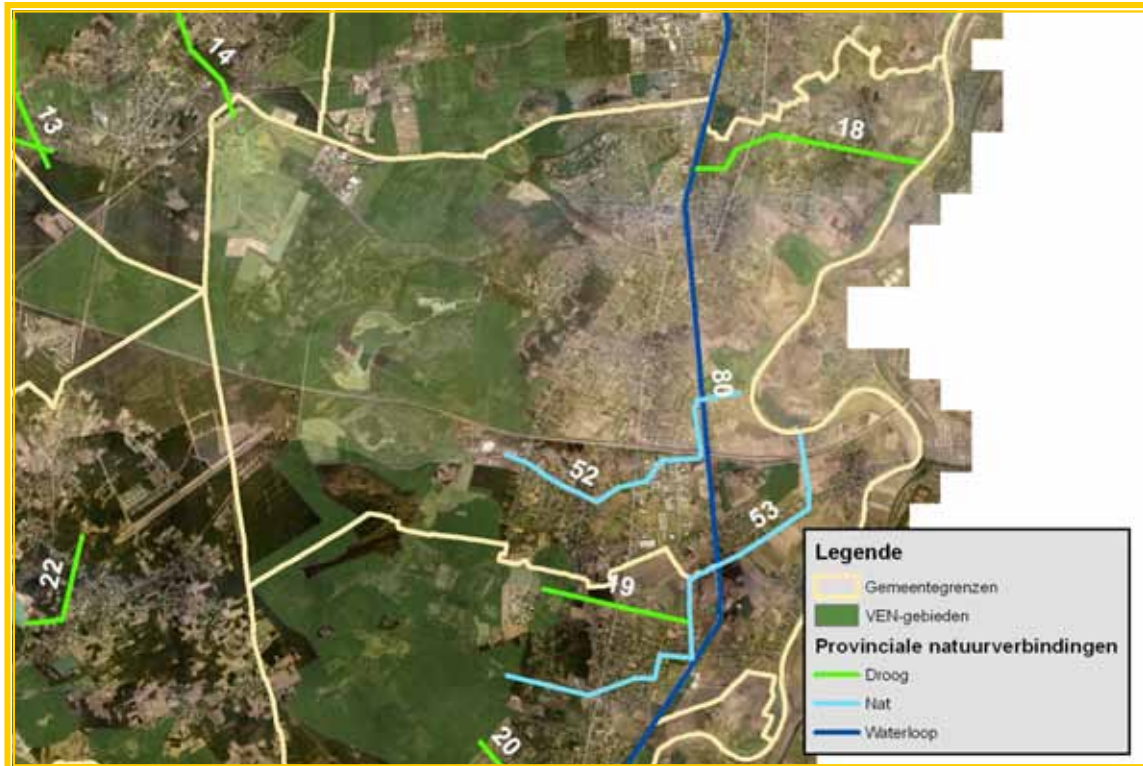 14
13
18
80
52
53
22
19
20
Legende
Gemeentegrenzen
VEN-gebieden
Provinciale natuurverbindingen
Droog
Nat
Waterloop